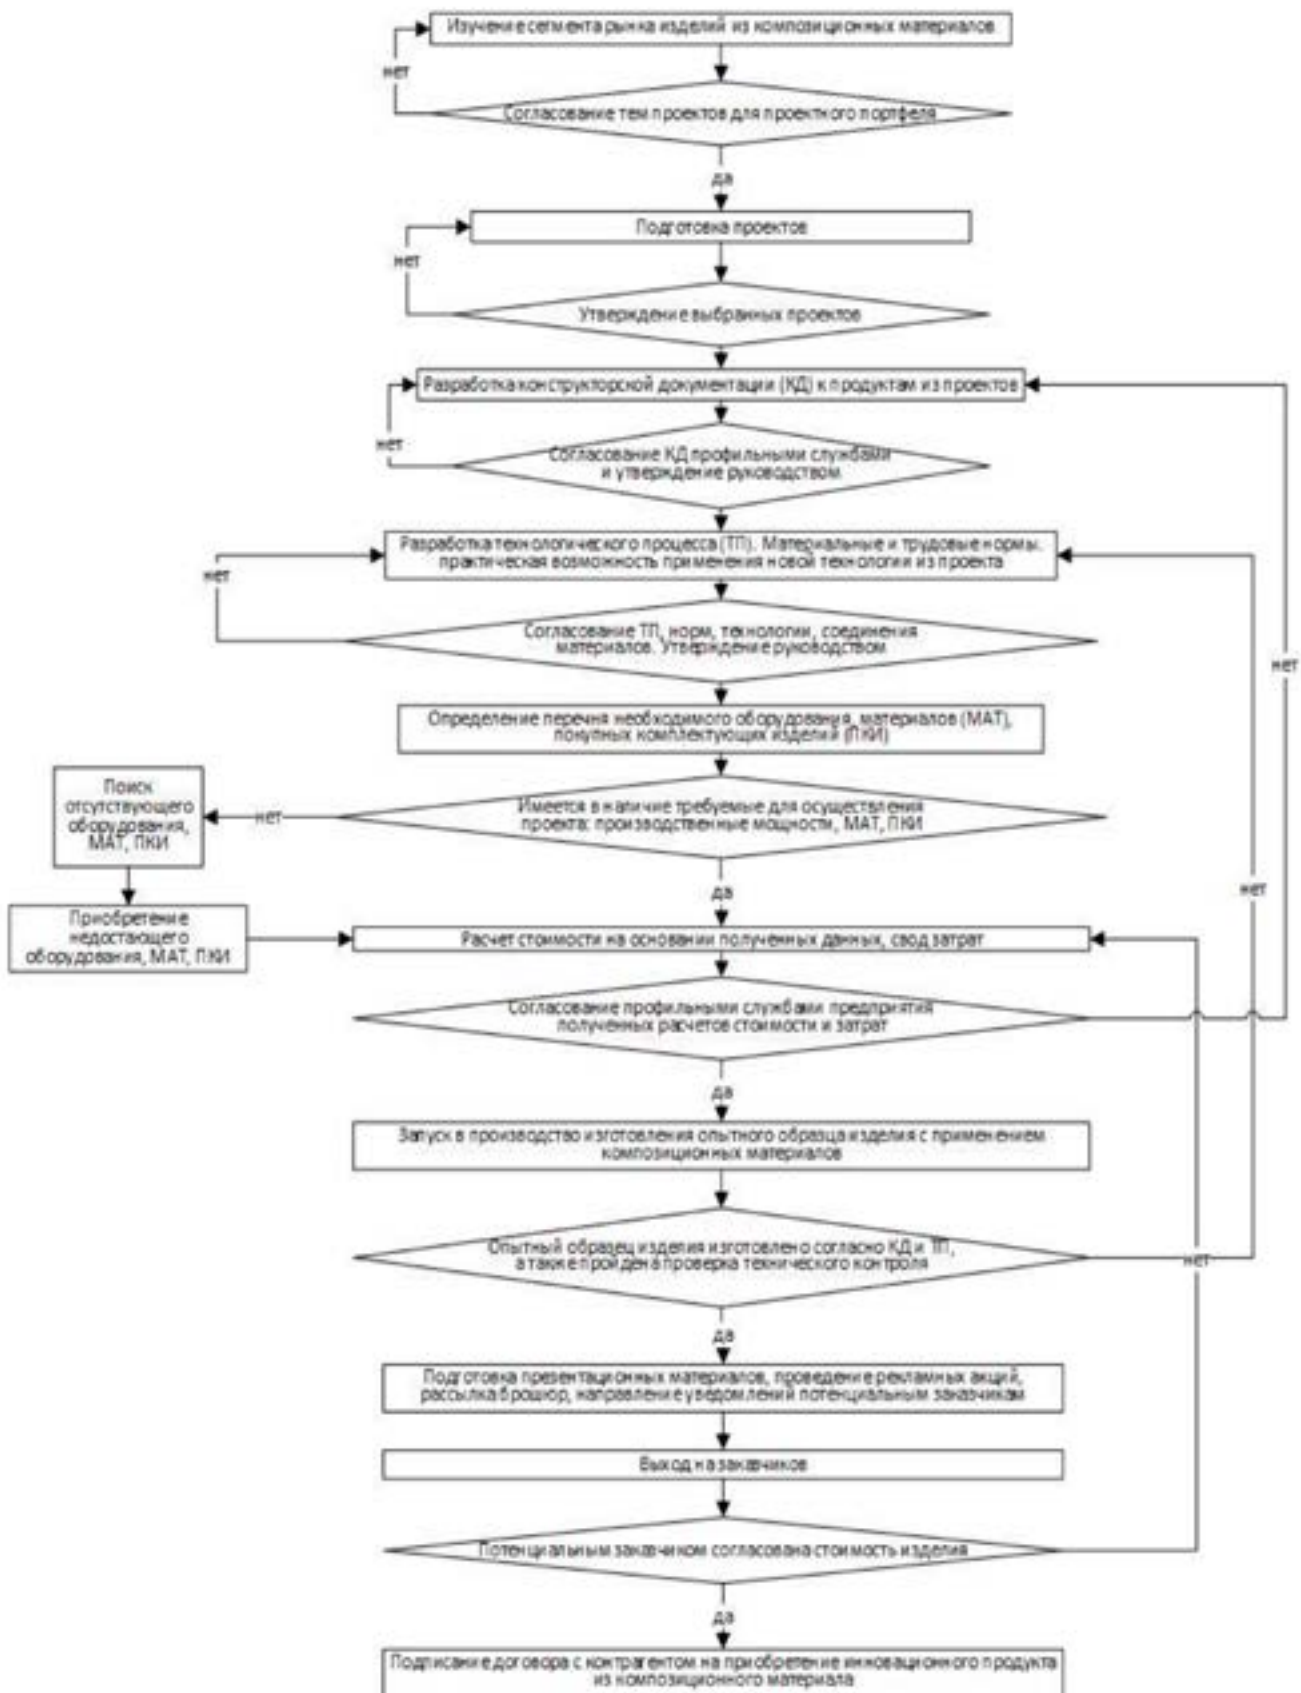 Изучение сегмента рынка изделий из композиционных материалов
нет
Согласование тем проектов для проектного портфеля
да
Подготовка проектов
нет
Утверждение выбранных проектов
Разработка конструкторской документации (КД) к продуктам из проектов
нет
Согласование КД профильными службами
и утверждение руководством
Разработка технологического процесса (ТП). Материальные и трудовые нормы.
практическая возможность применения новой технологии из проекта
нет
Согласование ТП, норм, технологии, соединения
материалов. Утверждение руководством
нет
Определение перечня необходимого оборудования, материалов (МАТ),
покупных комплектующих изделий (ПКИ)
Поиск
отсутствующего
оборудования,
МАТ, ПКИ
нет
Имеется в наличие требуемые для осуществления
проекта: производственные мощности, МАТ, ПКИ
да
нет
Приобретение
недостающего
оборудования, МАТ, ПКИ
Расчет стоимости на основании полученных данных, свод затрат
Согласование профильными службами предприятия
полученных расчетов стоимости и затрат
да
Запуск в производство изготовления опытного образца изделия с применением
композиционных материалов
Опытный образец изделия изготовлено согласно КД и ТП,
а также пройдена проверка технического контроля
нет
да
Подготовка презентационных материалов, проведение рекламных акций,
рассылка брошюр, направление уведомлений потенциальным заказчикам
Выход на заказчиков
Потенциальным заказчиком согласована стоимость изделия
да
Подписание договора с контрагентом на приобретение инновационного продукта
из композиционного материала